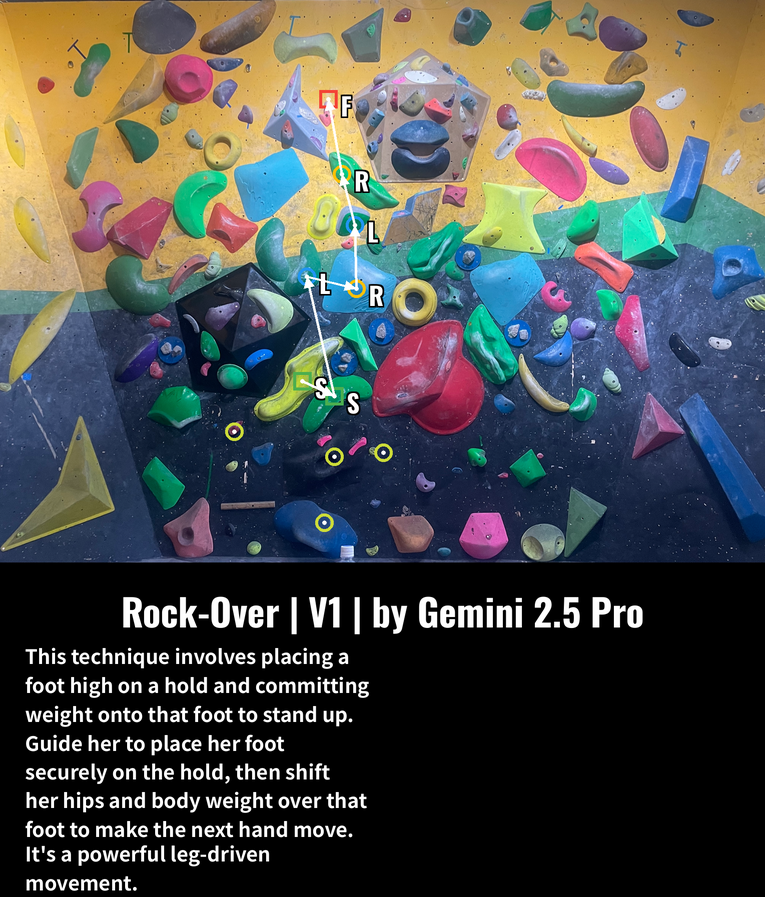 F
R
L
L
R
S
S
Rock-Over | V1 | by Gemini 2.5 Pro
This technique involves placing a
foot high on a hold and committing
weight onto that foot to stand up.
Guide her to place her foot
securely on the hold, then shift
her hips and body weight over that
foot to make the next hand move.
It's a powerful leg-driven
movement.